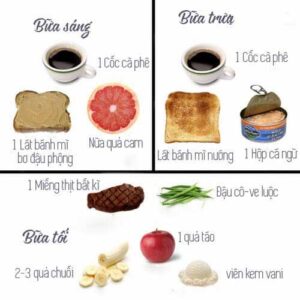 Bữa sáng
1 Cốc cà phê
1 Lát bánh mì
bơ đậu phộng
Nửa quả cam
Bữa trưa
1 Cốc cà phê
Lát bánh mì nướng
1 Hộp cá ngừ
1 Miếng thịt bất kì
Đậu cô-ve luộc
Bữa tối
1 quả táo
2-3 quả chuối
viên kem vani